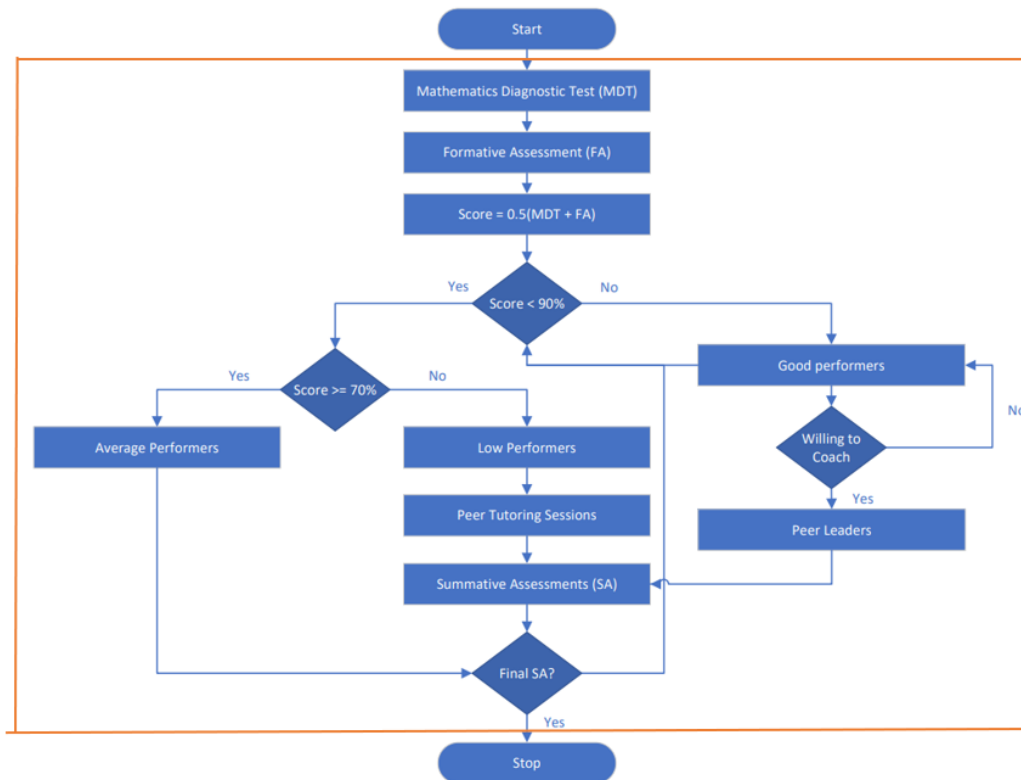 Start
Mathematics Diagnostic Test (MDT)
Formative Assessment (FA)
Score = 0.5(MDT + FA)
Yes
Score < 90%
No
Yes
Score >= 70%
No
Good performers
Average Performers
Low Performers
Willing to
Coach
No
Yes
Peer Tutoring Sessions
Peer Leaders
Summative Assessments (SA)
Final SA?
Yes
Stop